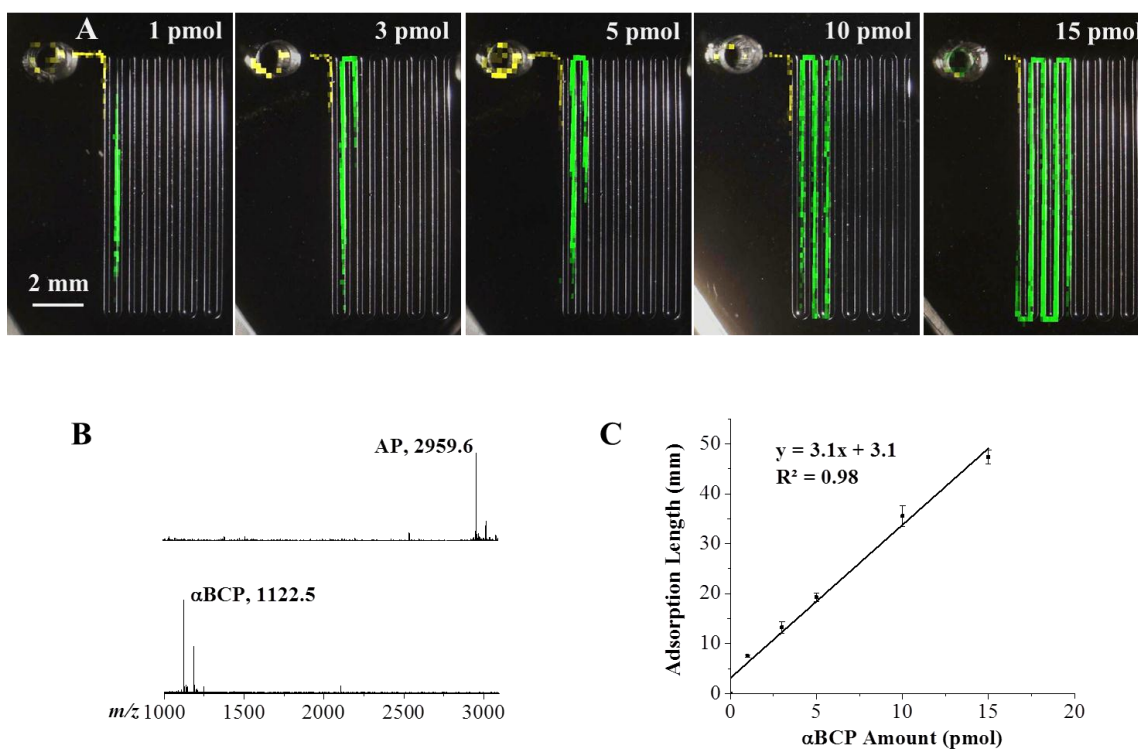 A
1 pmol
3 pmol
5 pmol
10 pmol
15 pmol
2 mm
B
AP, 2959.6
αBCP, 1122.5
m/z 1000 1500 2000 2500 3000
C
y = 3.1x + 3.1
R² = 0.98
Adsorption Length (mm)
50
40
30
20
10
0
0 5 10 15 20
αBCP Amount (pmol)